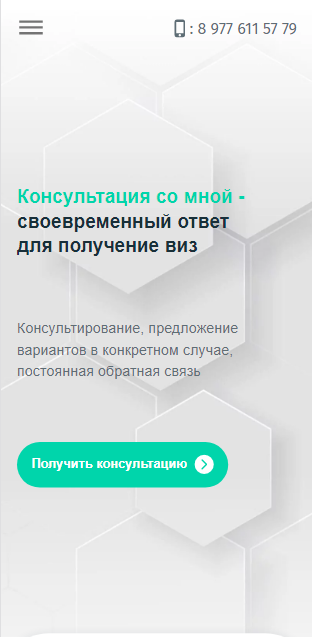 : 8 977 611 57 79
Консультация со мной -
своевременный ответ
для получение виз
Консультирование, предложение
вариантов в конкретном случае,
постоянная обратная связь
Получить консультацию